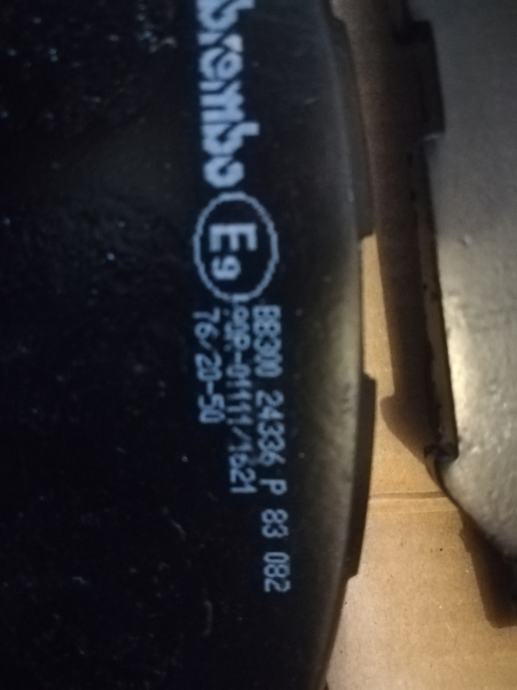 brembo
E9
BB300 24336 P 83 082
90R-01111/1621
76/20-50